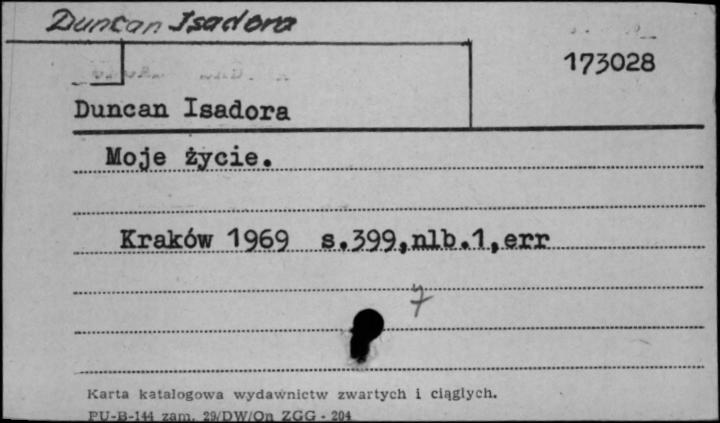 Duncan Isadora
173028
Duncan Isadora
Moje życie.
Kraków 1969 s.399,nlb.1,err
7
Karta katalogowa wydawnictw zwartych i ciągłych.
PU-B-144 zam. 29/DW/On ZGG - 204